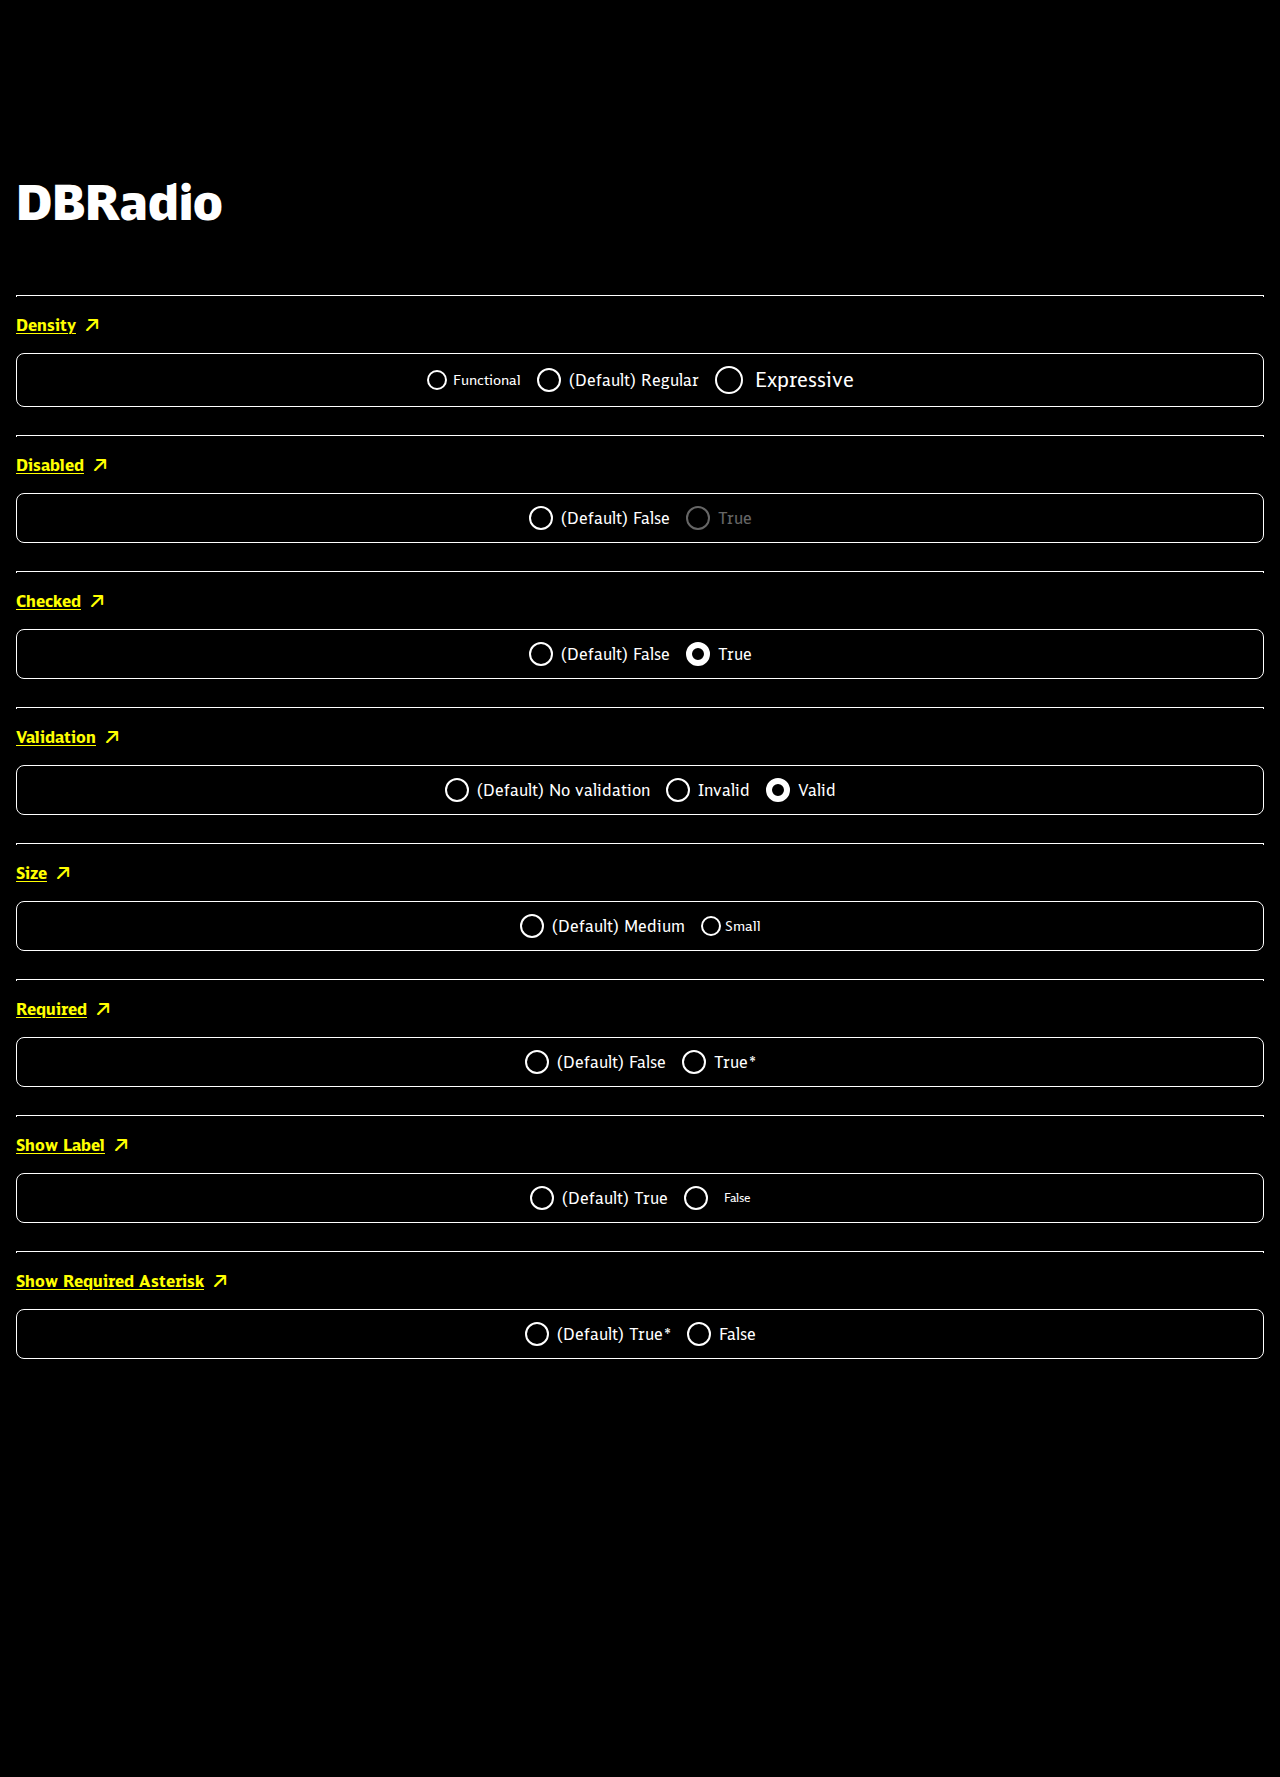 DBRadio
Density
Functional (Default) Regular Expressive
Disabled
(Default) False True
Checked
(Default) False True
Validation
(Default) No validation Invalid Valid
Size
(Default) Medium Small
Required
(Default) False True*
Show Label
(Default) True False
Show Required Asterisk
(Default) True* False